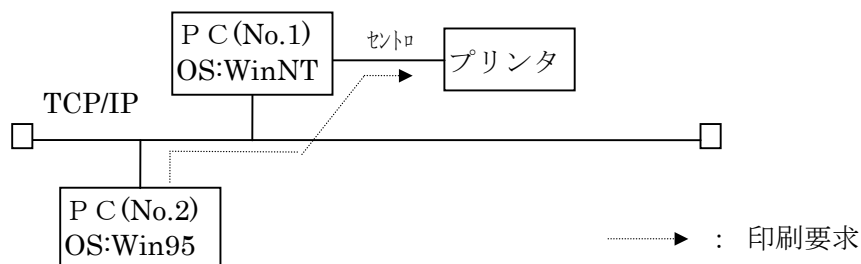 ＰＣ(No.1)
OS:WinNT
ｾﾝﾄﾛ
プリンタ
TCP/IP
ＰＣ(No.2)
OS:Win95
： 印刷要求